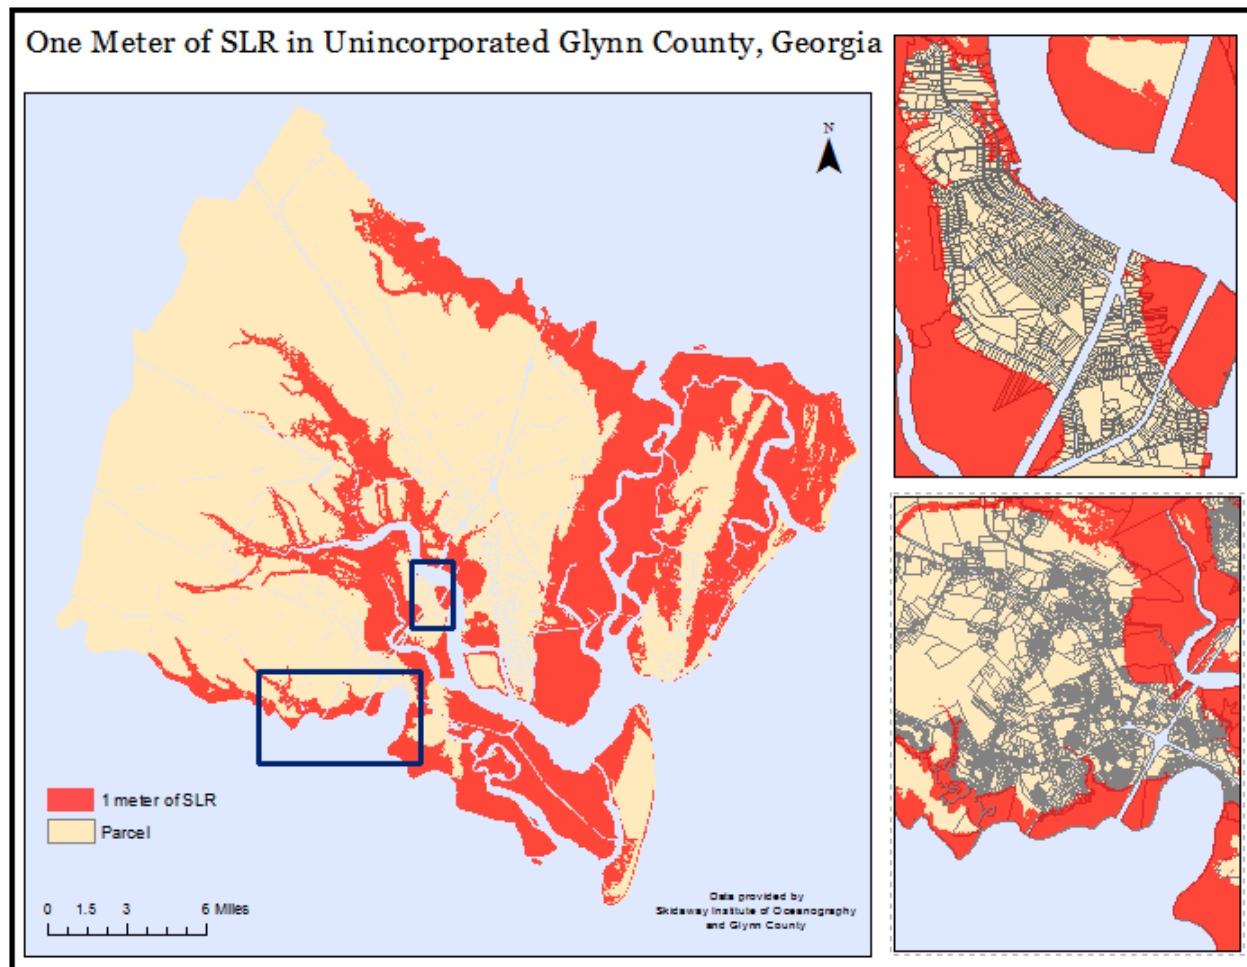 One Meter of SLR in Unincorporated Glynn County, Georgia
N
1 meter of SLR
Parcel
0 1.5 3 6 Miles
Data provided by
Skidaway Institute of Oceanography
and Glynn County